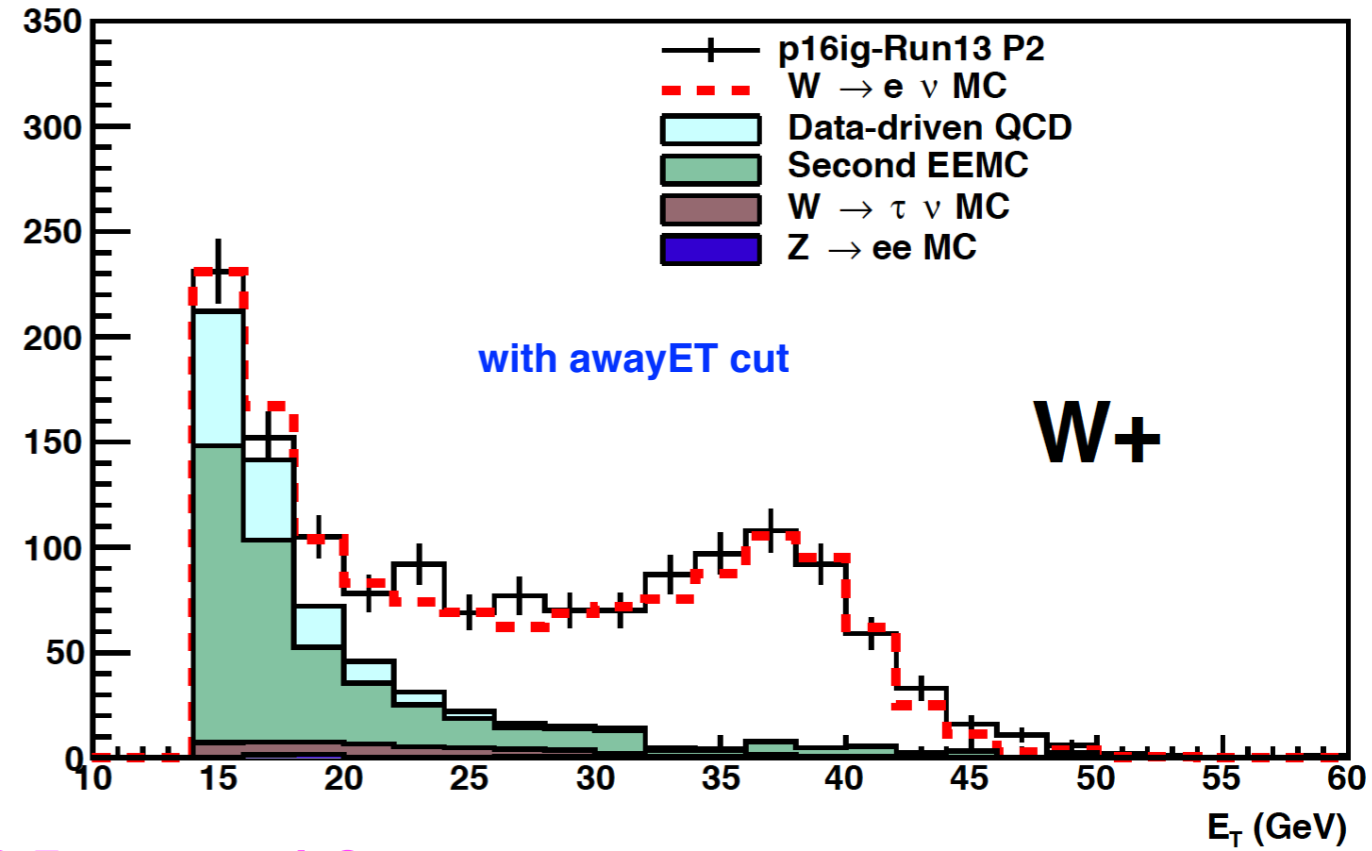 350
300
250
200
150
100
50
0
p16ig-Run13 P2
W → e ν MC
Data-driven QCD
Second EEMC
W → τ ν MC
Z → ee MC
with awayET cut
W+
10 15 20 25 30 35 40 45 50 55 60
E_T (GeV)